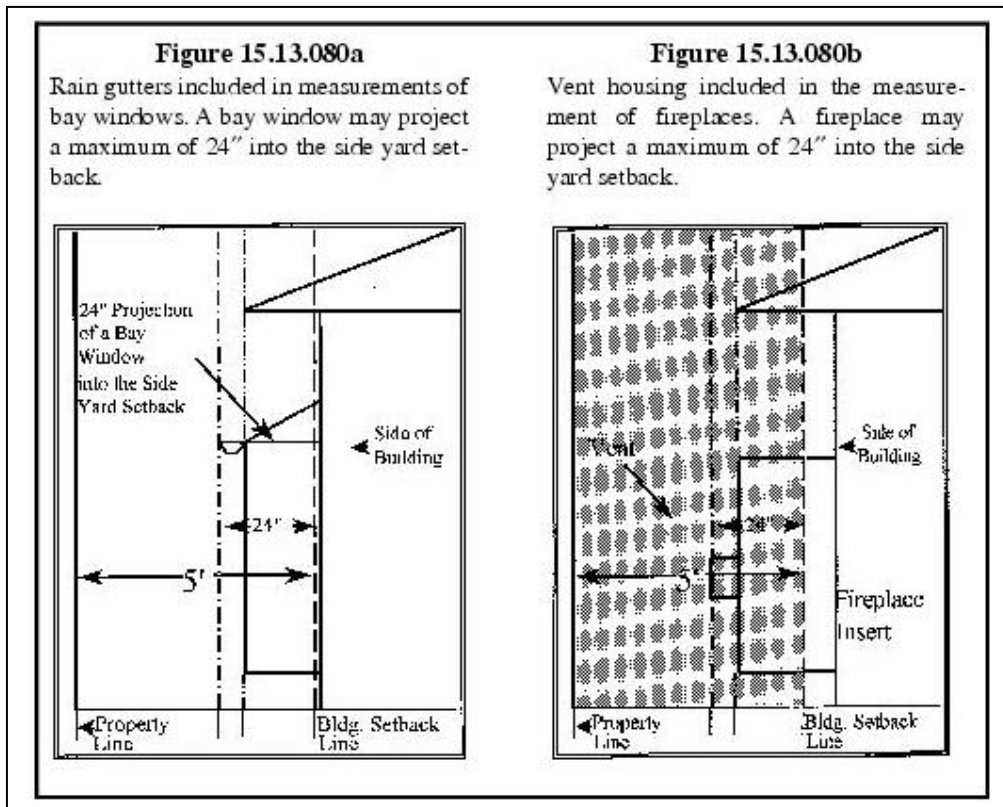 Figure 15.13.080a
Rain gutters included in measurements of
bay windows. A bay window may project
a maximum of 24″ into the side yard set-
back.
24" Projection
of a Bay
Window
into the Side
Yard Setback
Side of
Building
24"
5'
Property
Line
Bldg. Setback
Line
Figure 15.13.080b
Vent housing included in the measure-
ment of fireplaces. A fireplace may
project a maximum of 24″ into the side
yard setback.
Vent
Side of
Building
24"
5'
Fireplace
Insert
Property
Line
Bldg. Setback
Line